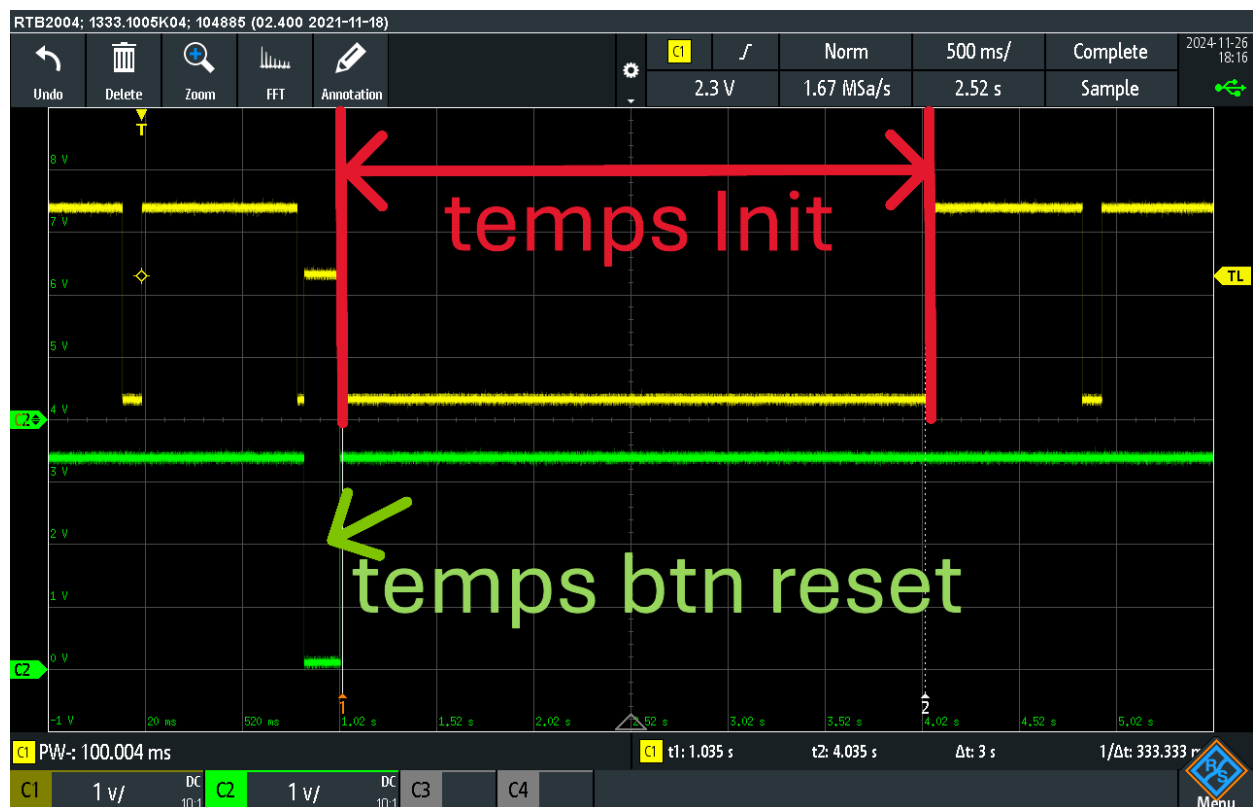 RTB2004; 1333.1005K04; 104885 (02.400 2021-11-18)
Undo Delete Zoom FFT Annotation
C1 Norm 500 ms/ Complete
2.3 V 1.67 MSa/s 2.52 s Sample
2024-11-26
18:16
T
8 V
7 V
temps Init
6 V
TL
5 V
4 V
C2
3 V
2 V
temps btn reset
1 V
0 V
C2
1 2
-1 V 20 ms 520 ms 1.02 s 1.52 s 2.02 s 2.52 s 3.02 s 3.52 s 4.02 s 4.52 s 5.02 s
C1 PW-: 100.004 ms C1 t1: 1.035 s t2: 4.035 s Δt: 3 s 1/Δt: 333.333
C1 1 V/ DC 10:1 C2 1 V/ DC 10:1 C3 C4
R S
Menu